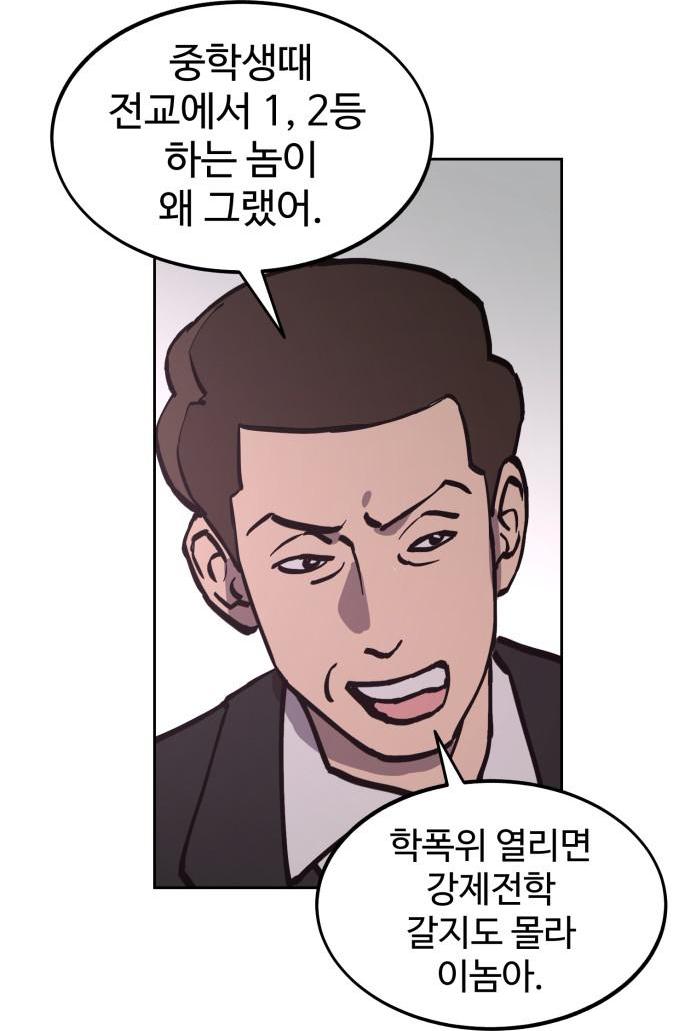 중학생때
전교에서 1, 2등
하는 놈이
왜 그랬어.
학폭위 열리면
강제전학
갈지도 몰라
이놈아.